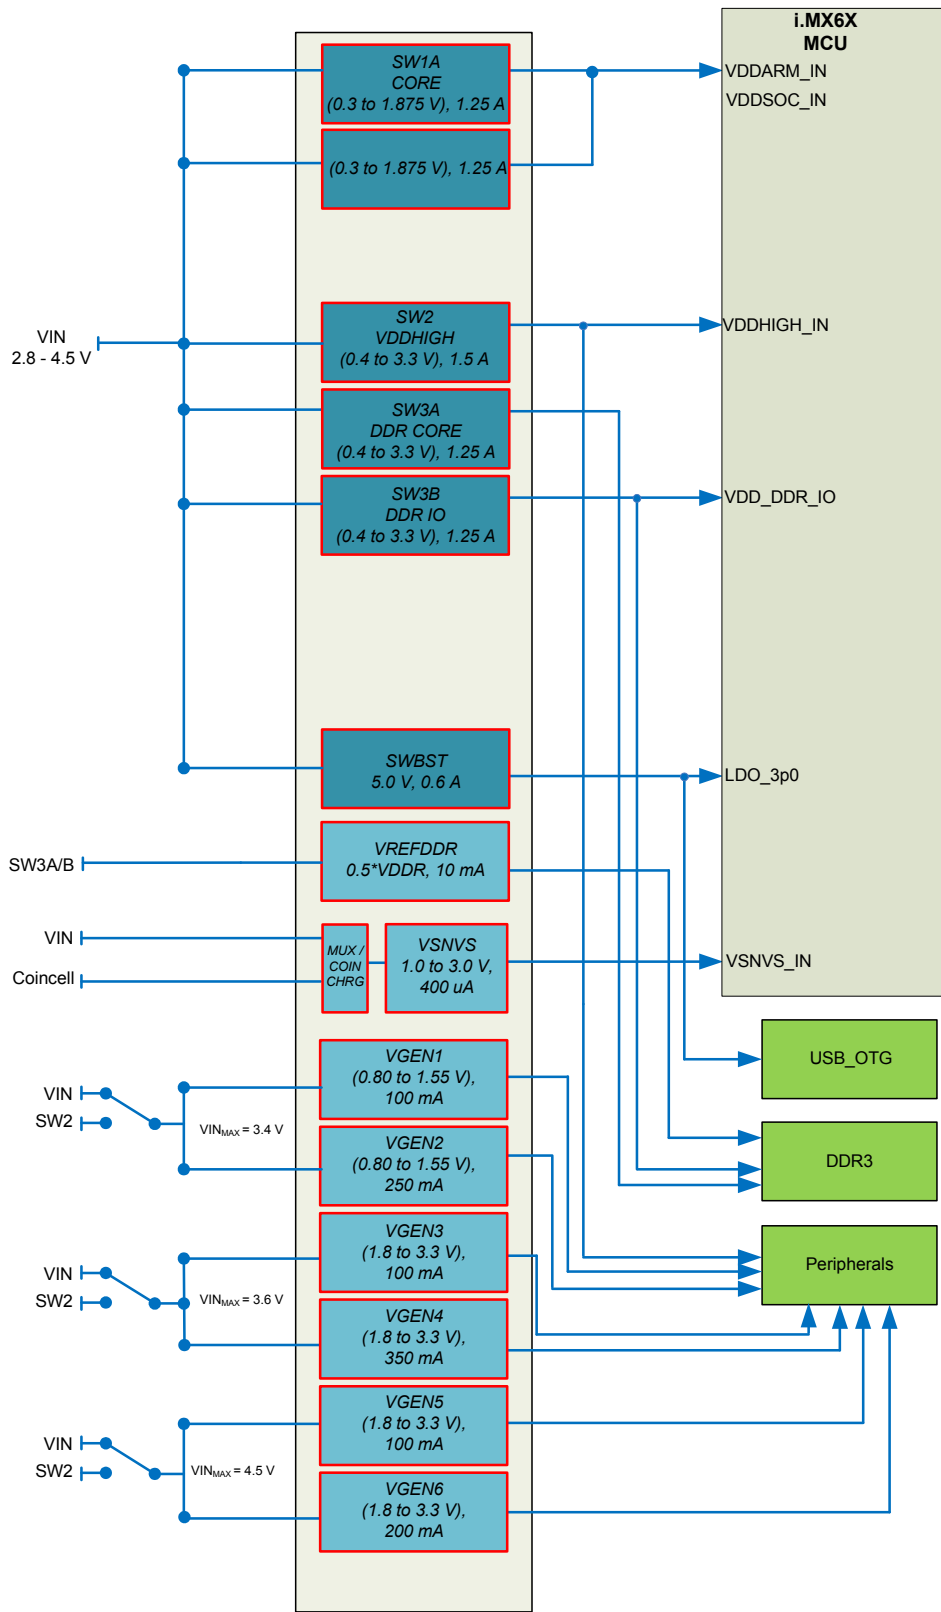 i.MX6X
MCU
SW1A
CORE
(0.3 to 1.875 V), 1.25 A
VDDARM_IN
VDDSOC_IN
(0.3 to 1.875 V), 1.25 A
VIN
2.8 - 4.5 V
SW2
VDDHIGH
(0.4 to 3.3 V), 1.5 A
VDDHIGH_IN
SW3A
DDR CORE
(0.4 to 3.3 V), 1.25 A
SW3B
DDR IO
(0.4 to 3.3 V), 1.25 A
VDD_DDR_IO
SWBST
5.0 V, 0.6 A
LDO_3p0
SW3A/B
VREFDDR
0.5*VDDR, 10 mA
VIN
Coincell
MUX /
COIN
CHRG
VSNVS
1.0 to 3.0 V,
400 uA
VSNVS_IN
USB_OTG
VIN
SW2
VINMAX = 3.4 V
VGEN1
(0.80 to 1.55 V),
100 mA
VGEN2
(0.80 to 1.55 V),
250 mA
DDR3
VIN
SW2
VINMAX = 3.6 V
VGEN3
(1.8 to 3.3 V),
100 mA
VGEN4
(1.8 to 3.3 V),
350 mA
Peripherals
VIN
SW2
VINMAX = 4.5 V
VGEN5
(1.8 to 3.3 V),
100 mA
VGEN6
(1.8 to 3.3 V),
200 mA